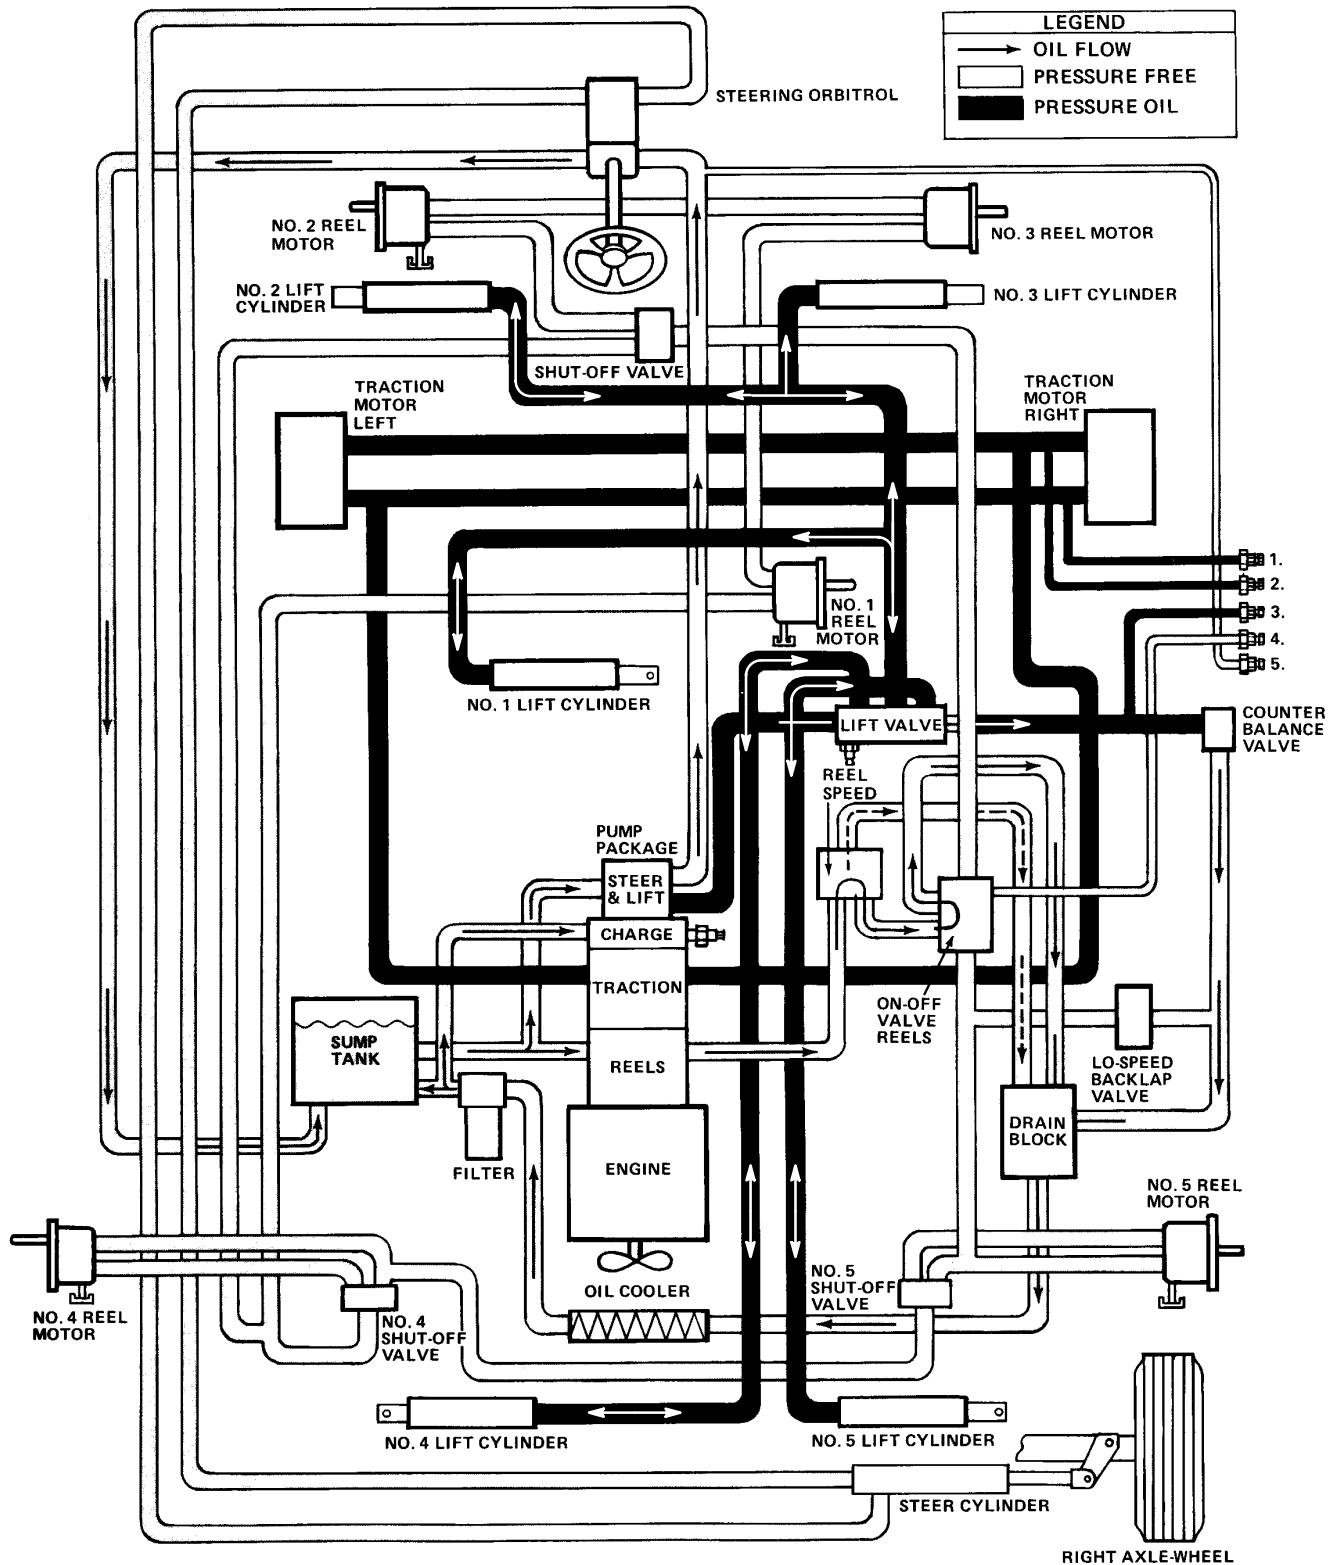 LEGEND
OIL FLOW
PRESSURE FREE
PRESSURE OIL
STEERING ORBITROL
NO. 2 REEL
MOTOR
NO. 3 REEL MOTOR
NO. 2 LIFT
CYLINDER
NO. 3 LIFT CYLINDER
SHUT-OFF VALVE
TRACTION
MOTOR
LEFT
TRACTION
MOTOR
RIGHT
1.
2.
3.
4.
5.
NO. 1
REEL
MOTOR
NO. 1 LIFT CYLINDER
LIFT VALVE
COUNTER
BALANCE
VALVE
REEL
SPEED
PUMP
PACKAGE
STEER
& LIFT
CHARGE
TRACTION
REELS
ENGINE
SUMP
TANK
ON-OFF
VALVE
REELS
LO-SPEED
BACKLAP
VALVE
DRAIN
BLOCK
FILTER
NO. 5 REEL
MOTOR
OIL COOLER
NO. 5
SHUT-OFF
VALVE
NO. 4 REEL
MOTOR
NO. 4
SHUT-OFF
VALVE
NO. 4 LIFT CYLINDER
NO. 5 LIFT CYLINDER
STEER CYLINDER
RIGHT AXLE-WHEEL